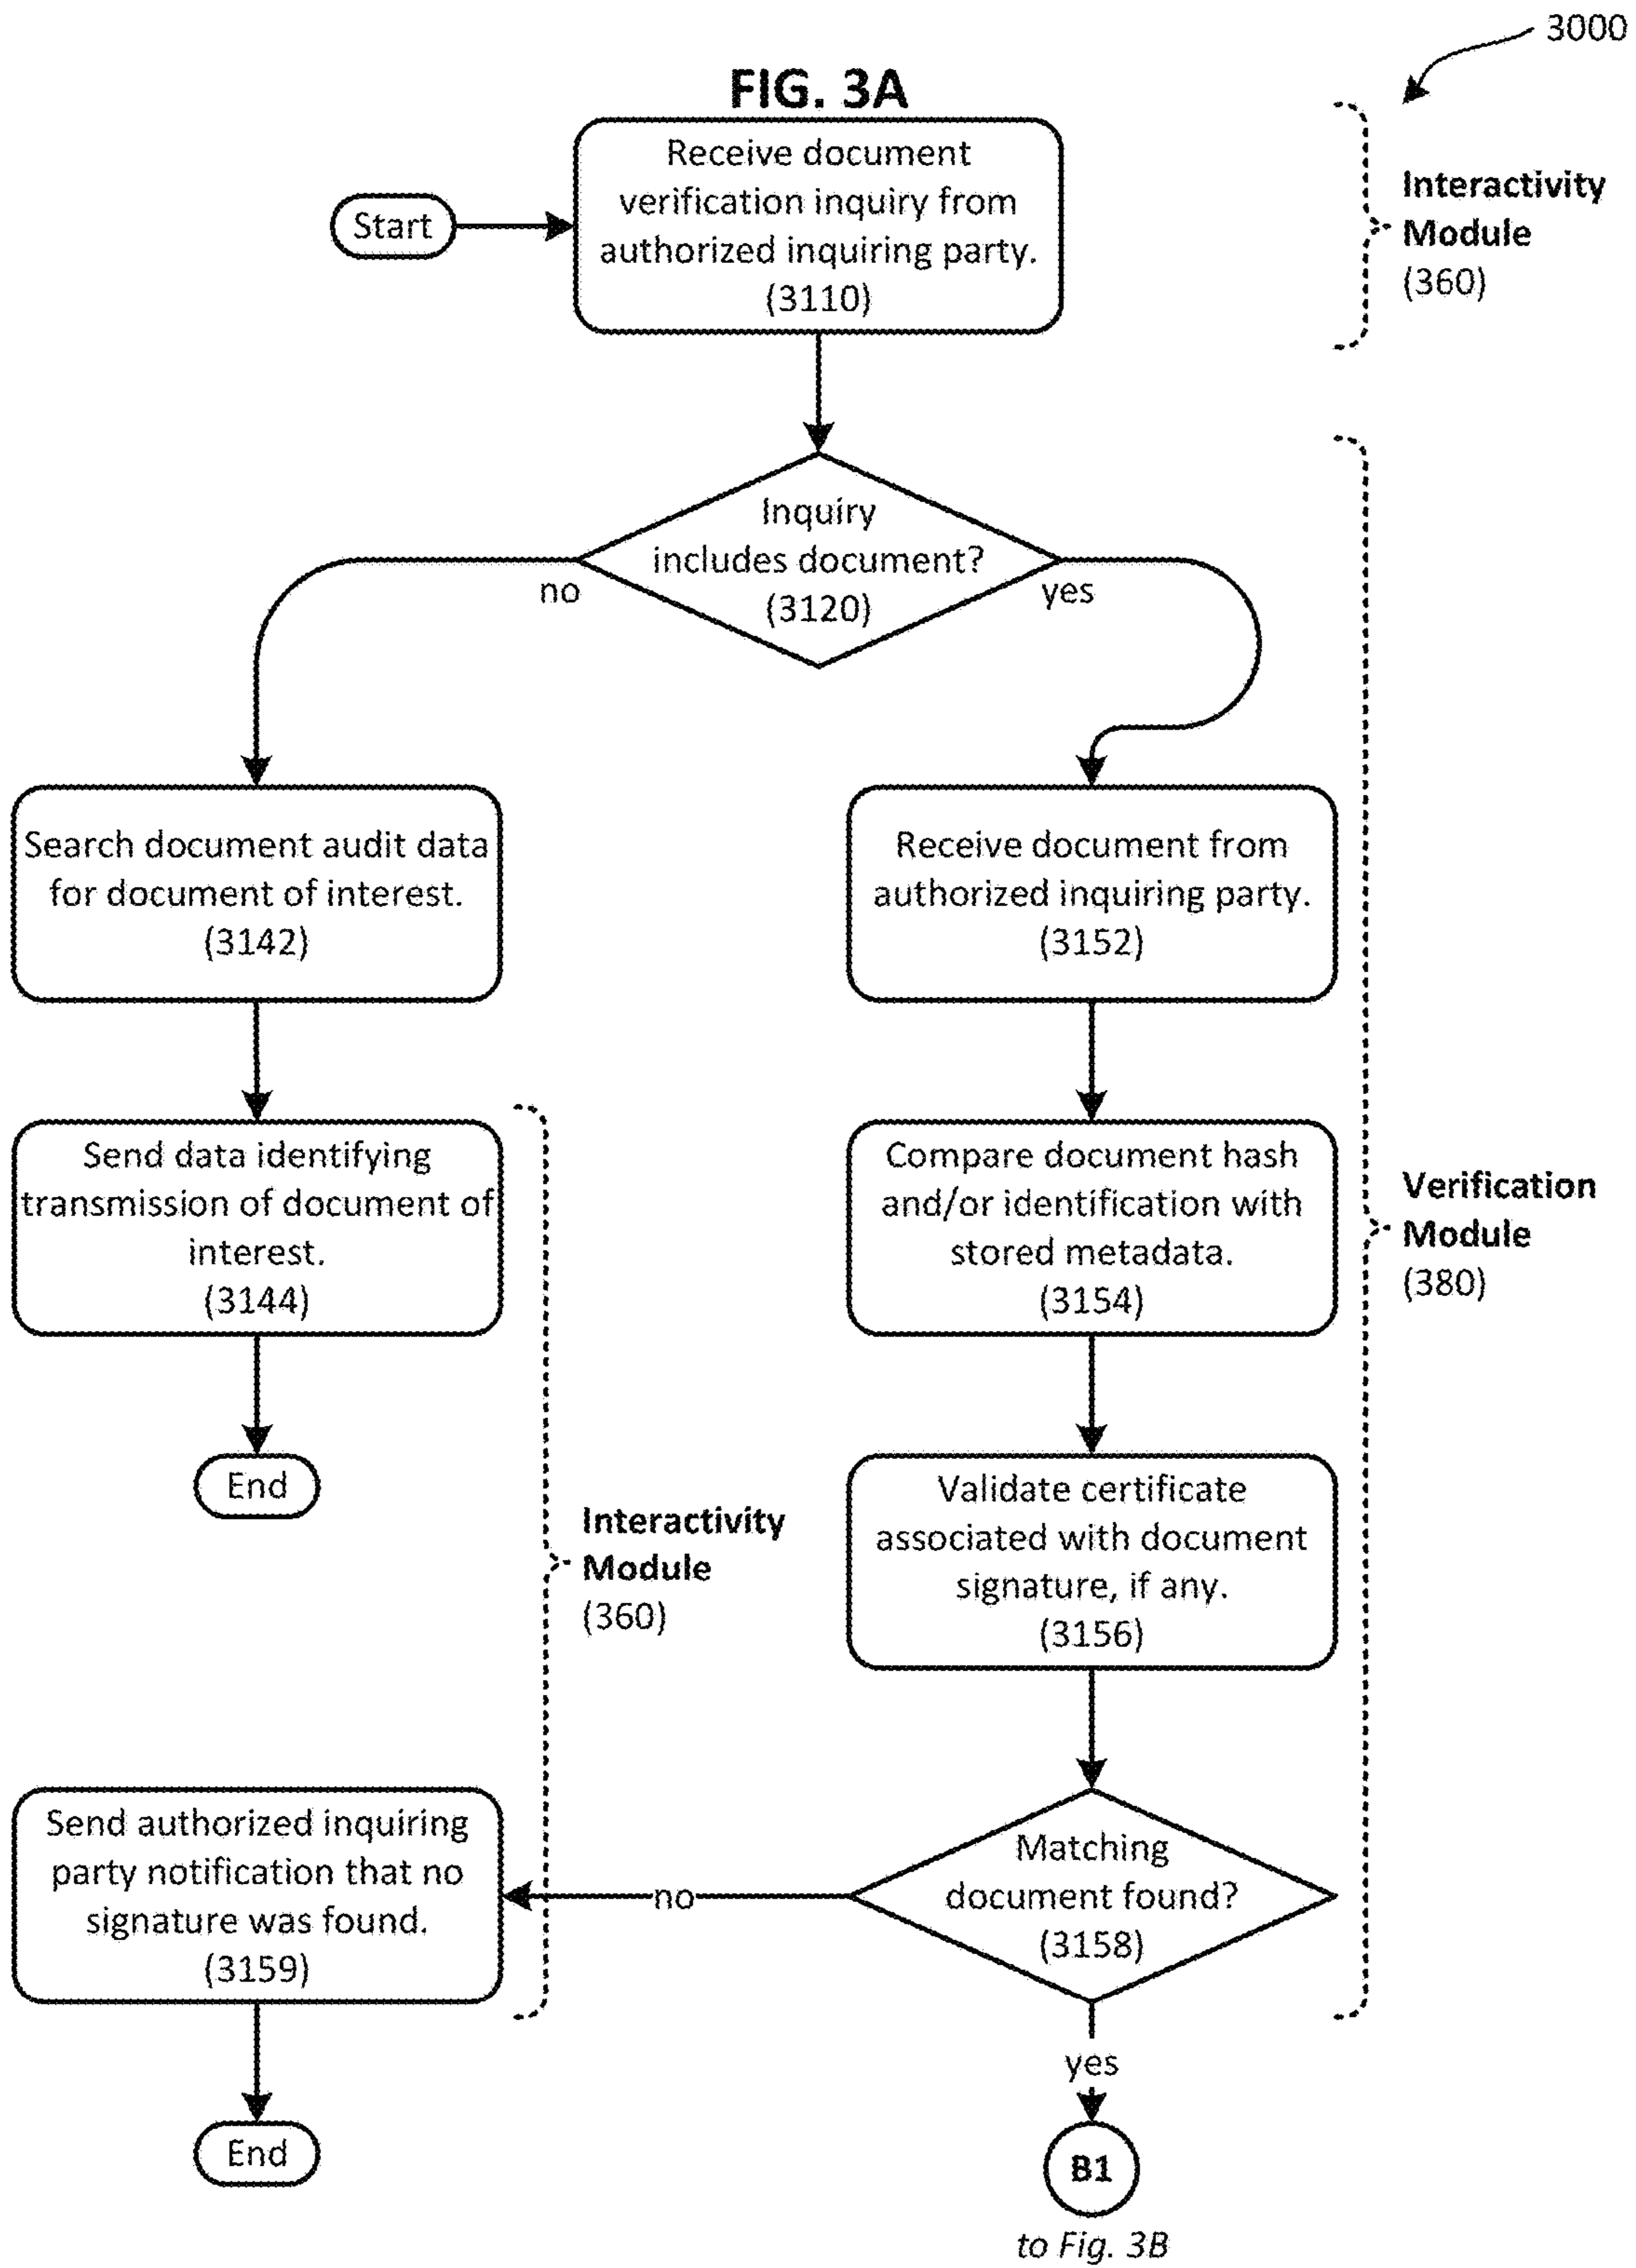 3000
FIG. 3A
Receive document
verification inquiry from
authorized inquiring party.
(3110)
Start
Interactivity
Module
(360)
Inquiry
includes document?
(3120)
no
yes
Search document audit data
for document of interest.
(3142)
Receive document from
authorized inquiring party.
(3152)
Send data identifying
transmission of document of
interest.
(3144)
Compare document hash
and/or identification with
stored metadata.
(3154)
Verification
Module
(380)
End
Interactivity
Module
(360)
Validate certificate
associated with document
signature, if any.
(3156)
Send authorized inquiring
party notification that no
signature was found.
(3159)
no
Matching
document found?
(3158)
yes
End
B1
to Fig. 3B